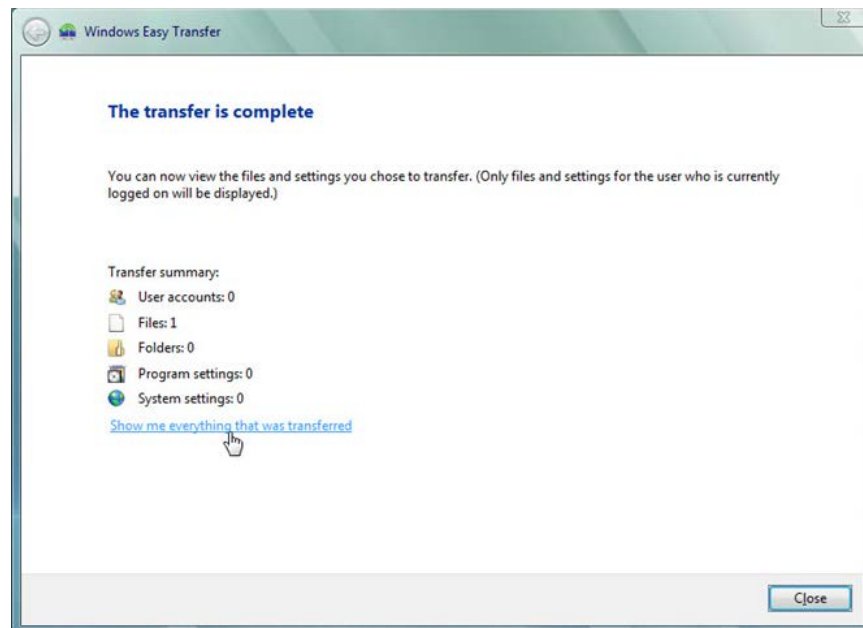 Windows Easy Transfer
The transfer is complete
You can now view the files and settings you chose to transfer. (Only files and settings for the user who is currently
logged on will be displayed.)
Transfer summary:
User accounts: 0
Files: 1
Folders: 0
Program settings: 0
System settings: 0
Show me everything that was transferred
Close